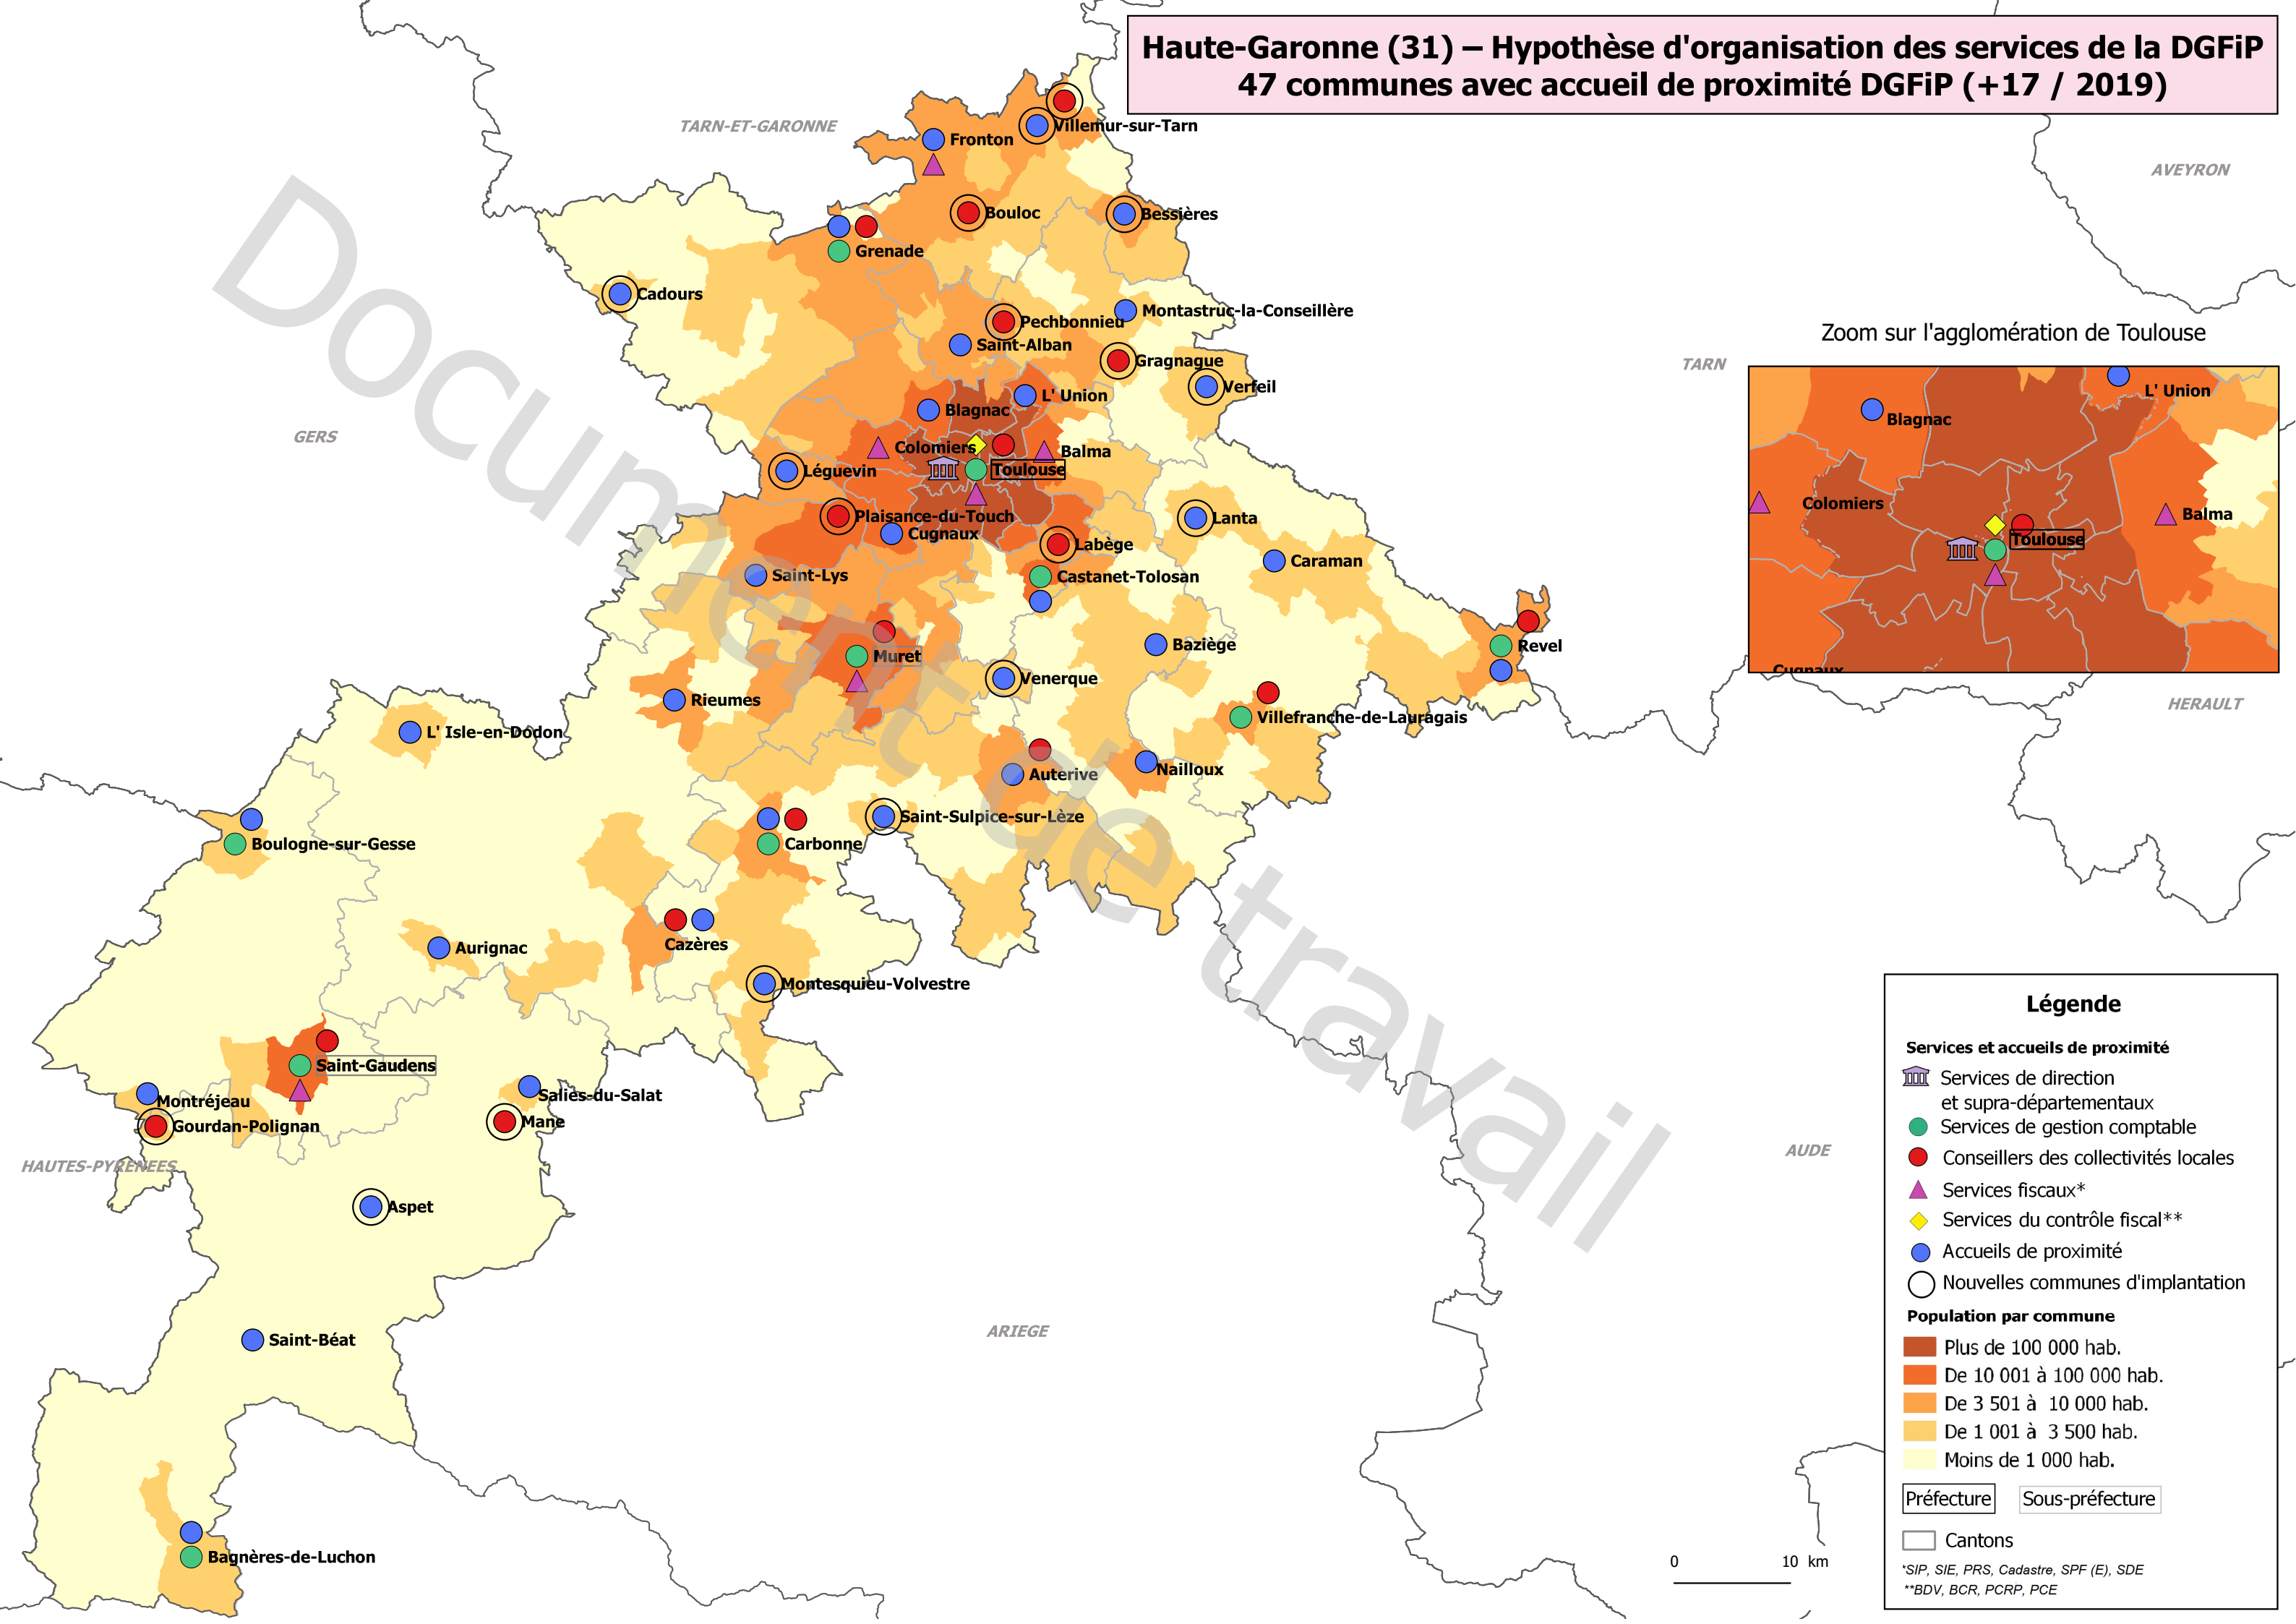 Haute-Garonne (31) – Hypothèse d'organisation des services de la DGFiP
47 communes avec accueil de proximité DGFiP (+17 / 2019)
TARN-ET-GARONNE
Villemur-sur-Tarn
Fronton
AVEYRON
Bouloc
Bessières
Grenade
Cadours
Montastruc-la-Conseillère
Pechbonnieu
Saint-Alban
Gragnague
Verfeil
L' Union
Blagnac
GERS
Colomiers
Balma
Léguevin
Toulouse
Plaisance-du-Touch
Lanta
Cugnaux
Labège
Caraman
Saint-Lys
Castanet-Tolosan
Baziège
Revel
Muret
Venerque
Rieumes
Villefranche-de-Lauragais
L' Isle-en-Dodon
Auterive
Nailloux
Saint-Sulpice-sur-Lèze
Boulogne-sur-Gesse
Carbonne
Cazères
Aurignac
Montesquieu-Volvestre
Saint-Gaudens
Saliès-du-Salat
Montréjeau
Mane
Gourdan-Polignan
HAUTES-PYRENEES
Aspet
Saint-Béat
ARIEGE
Bagnères-de-Luchon
Document de travail
TARN
Zoom sur l'agglomération de Toulouse
L' Union
Blagnac
Colomiers
Balma
Toulouse
Cugnaux
HERAULT
AUDE
Légende
Services et accueils de proximité
Services de direction
et supra-départementaux
Services de gestion comptable
Conseillers des collectivités locales
Services fiscaux*
Services du contrôle fiscal**
Accueils de proximité
Nouvelles communes d'implantation
Population par commune
Plus de 100 000 hab.
De 10 001 à 100 000 hab.
De 3 501 à 10 000 hab.
De 1 001 à 3 500 hab.
Moins de 1 000 hab.
Préfecture Sous-préfecture
Cantons
*SIP, SIE, PRS, Cadastre, SPF (E), SDE
**BDV, BCR, PCRP, PCE
0 10 km